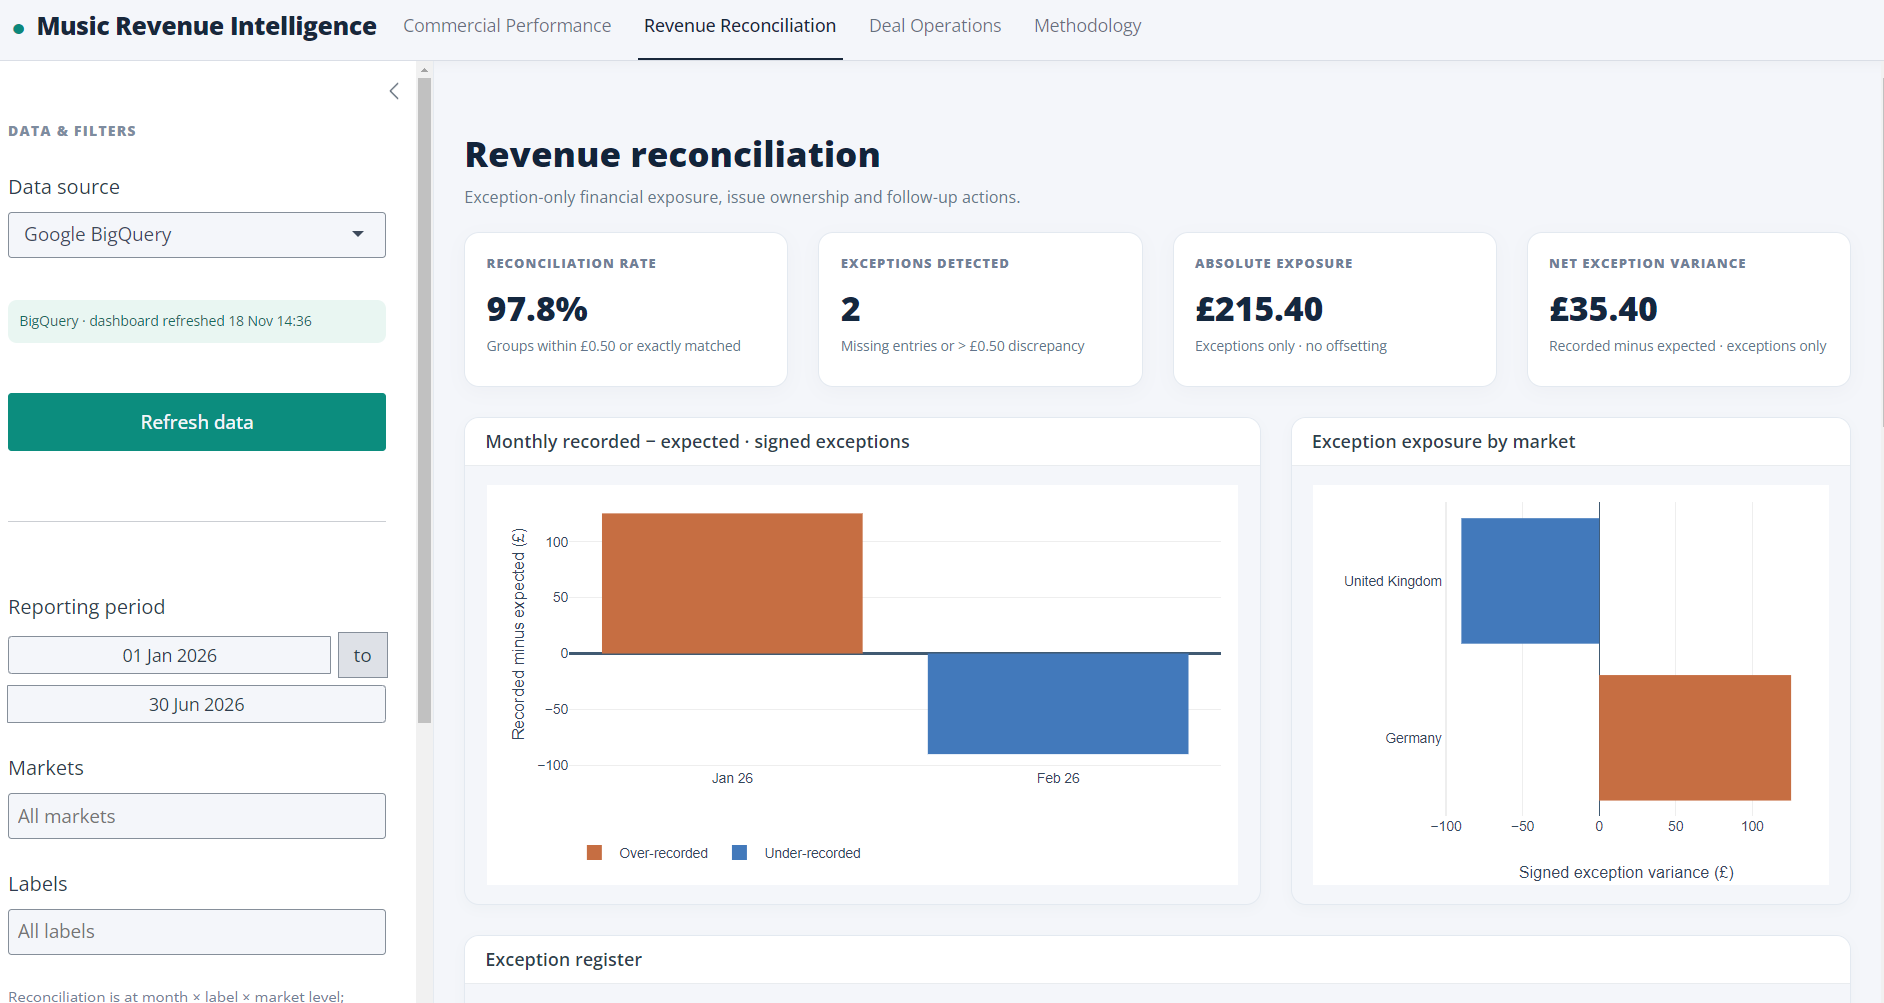 Music Revenue Intelligence
Commercial Performance
Revenue Reconciliation
Deal Operations
Methodology
DATA & FILTERS
Data source
Google BigQuery
BigQuery · dashboard refreshed 18 Nov 14:36
Refresh data
Reporting period
01 Jan 2026
to
30 Jun 2026
Markets
All markets
Labels
All labels
Reconciliation is at month × label × market level;
Revenue reconciliation
Exception-only financial exposure, issue ownership and follow-up actions.
RECONCILIATION RATE
97.8%
Groups within £0.50 or exactly matched
EXCEPTIONS DETECTED
2
Missing entries or > £0.50 discrepancy
ABSOLUTE EXPOSURE
£215.40
Exceptions only · no offsetting
NET EXCEPTION VARIANCE
£35.40
Recorded minus expected · exceptions only
Monthly recorded − expected · signed exceptions
Recorded minus expected (£)
100
50
0
−50
−100
Jan 26
Feb 26
Over-recorded
Under-recorded
Exception exposure by market
United Kingdom
Germany
−100
−50
0
50
100
Signed exception variance (£)
Exception register